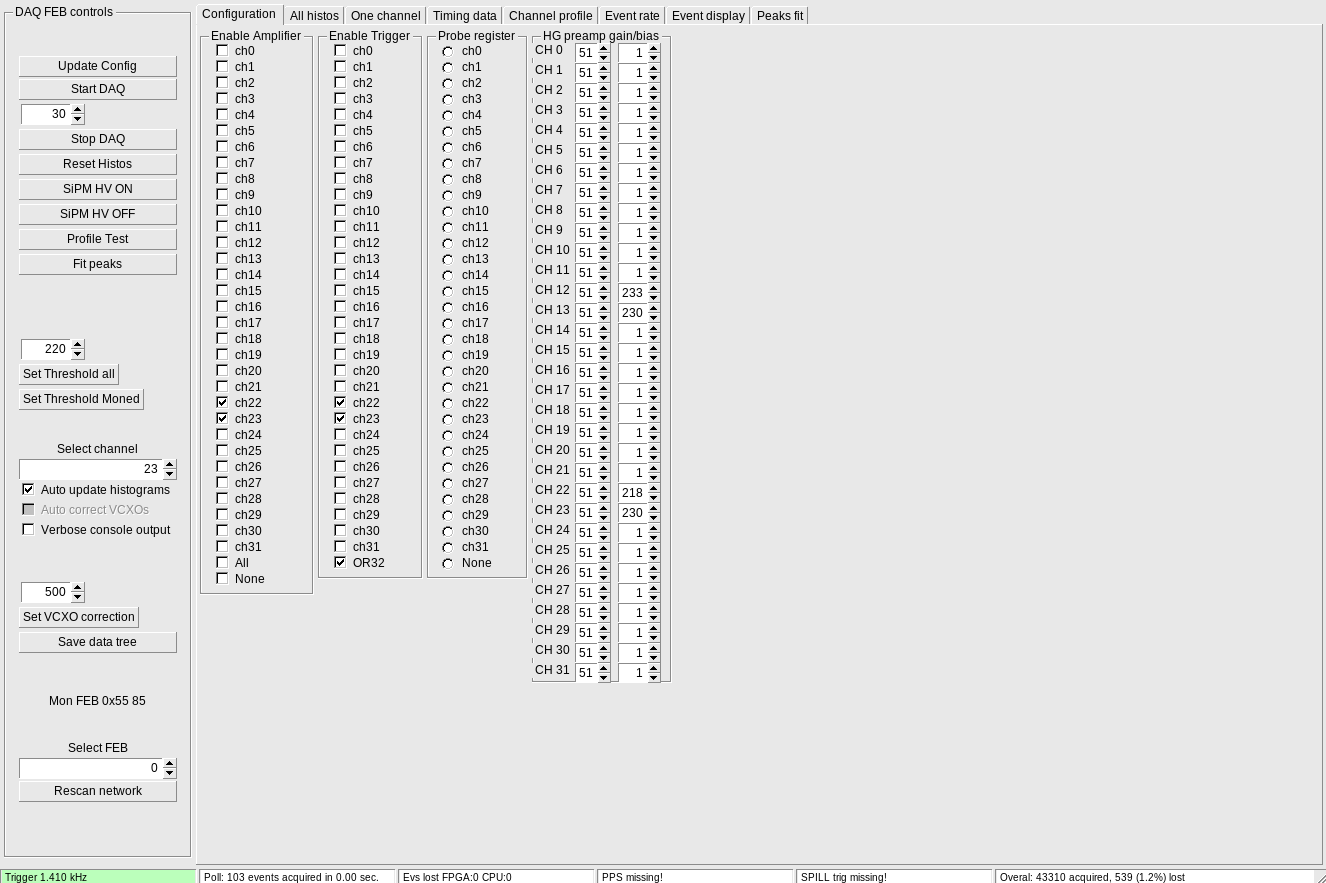 DAQ FEB controls
Update Config
Start DAQ
30
Stop DAQ
Reset Histos
SiPM HV ON
SiPM HV OFF
Profile Test
Fit peaks
220
Set Threshold all
Set Threshold Moned
Select channel
23
Auto update histograms
Auto correct VCXOs
Verbose console output
500
Set VCXO correction
Save data tree
Mon FEB 0x55 85
Select FEB
0
Rescan network
Configuration All histos One channel Timing data Channel profile Event rate Event display Peaks fit
Enable Amplifier
ch0
ch1
ch2
ch3
ch4
ch5
ch6
ch7
ch8
ch9
ch10
ch11
ch12
ch13
ch14
ch15
ch16
ch17
ch18
ch19
ch20
ch21
ch22
ch23
ch24
ch25
ch26
ch27
ch28
ch29
ch30
ch31
All
None
Enable Trigger
ch0
ch1
ch2
ch3
ch4
ch5
ch6
ch7
ch8
ch9
ch10
ch11
ch12
ch13
ch14
ch15
ch16
ch17
ch18
ch19
ch20
ch21
ch22
ch23
ch24
ch25
ch26
ch27
ch28
ch29
ch30
ch31
OR32
Probe register
ch0
ch1
ch2
ch3
ch4
ch5
ch6
ch7
ch8
ch9
ch10
ch11
ch12
ch13
ch14
ch15
ch16
ch17
ch18
ch19
ch20
ch21
ch22
ch23
ch24
ch25
ch26
ch27
ch28
ch29
ch30
ch31
None
HG preamp gain/bias
CH 0 51 1
CH 1 51 1
CH 2 51 1
CH 3 51 1
CH 4 51 1
CH 5 51 1
CH 6 51 1
CH 7 51 1
CH 8 51 1
CH 9 51 1
CH 10 51 1
CH 11 51 1
CH 12 51 233
CH 13 51 230
CH 14 51 1
CH 15 51 1
CH 16 51 1
CH 17 51 1
CH 18 51 1
CH 19 51 1
CH 20 51 1
CH 21 51 1
CH 22 51 218
CH 23 51 230
CH 24 51 1
CH 25 51 1
CH 26 51 1
CH 27 51 1
CH 28 51 1
CH 29 51 1
CH 30 51 1
CH 31 51 1
Trigger 1.410 kHz
Poll: 103 events acquired in 0.00 sec.
Evs lost FPGA:0 CPU:0
PPS missing!
SPILL trig missing!
Overal: 43310 acquired, 539 (1.2%) lost